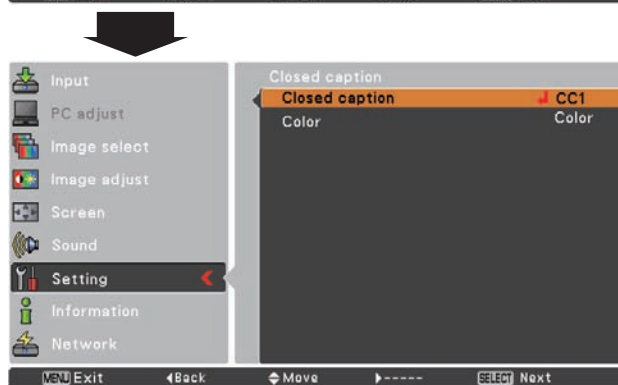 Input
PC adjust
Image select
Image adjust
Screen
Sound
Setting
Information
Network
Closed caption
Closed caption CC1
Color Color
MENU Exit Back Move ----- SELECT Next